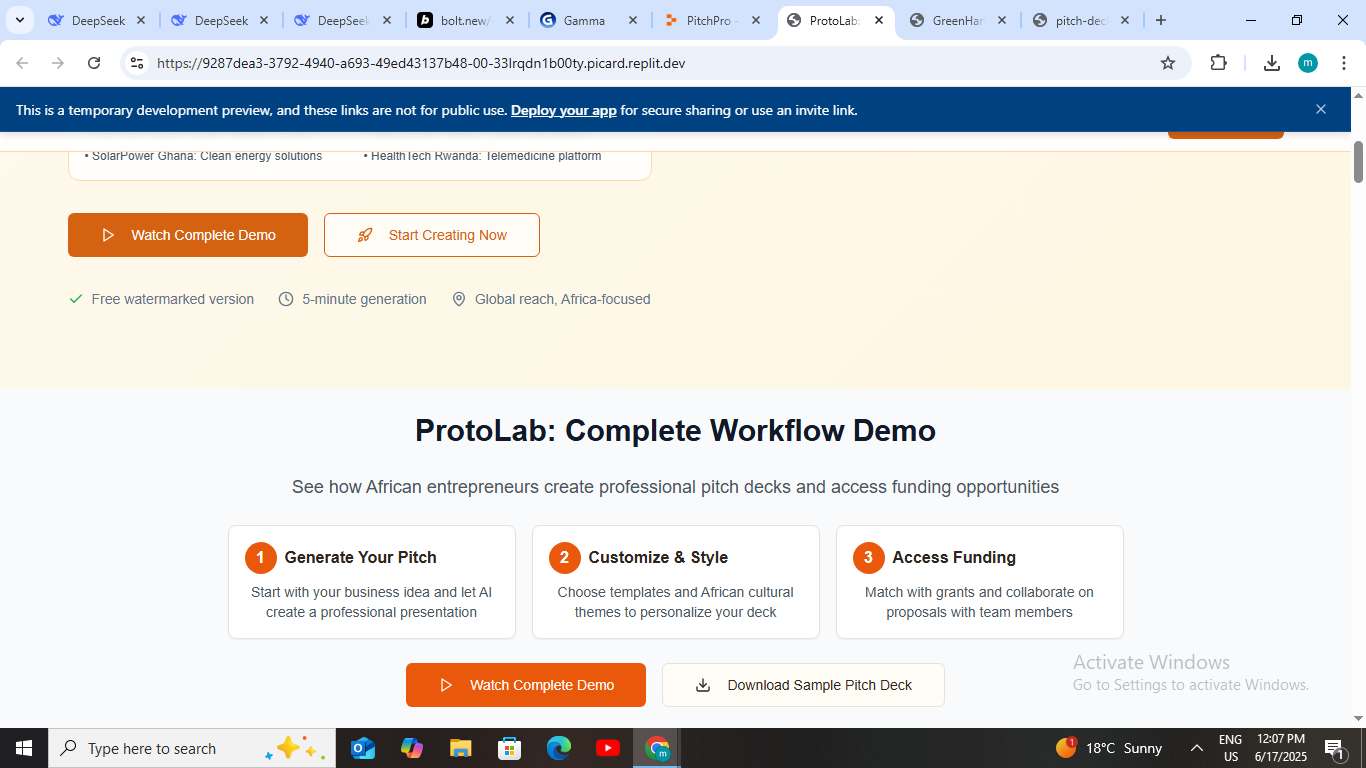 DeepSeek
DeepSeek
DeepSeek
bolt.new/
Gamma
PitchPro -
ProtoLab:
GreenHar
pitch-dec
https://9287dea3-3792-4940-a693-49ed43137b48-00-33lrqdn1b00ty.picard.replit.dev
m
This is a temporary development preview, and these links are not for public use. Deploy your app for secure sharing or use an invite link.
• SolarPower Ghana: Clean energy solutions
• HealthTech Rwanda: Telemedicine platform
Watch Complete Demo
Start Creating Now
Free watermarked version
5-minute generation
Global reach, Africa-focused
ProtoLab: Complete Workflow Demo
See how African entrepreneurs create professional pitch decks and access funding opportunities
1 Generate Your Pitch
Start with your business idea and let AI
create a professional presentation
2 Customize & Style
Choose templates and African cultural
themes to personalize your deck
3 Access Funding
Match with grants and collaborate on
proposals with team members
Watch Complete Demo
Download Sample Pitch Deck
Activate Windows
Go to Settings to activate Windows.
Type here to search
m
1
18°C Sunny
ENG
US
12:07 PM
6/17/2025
1